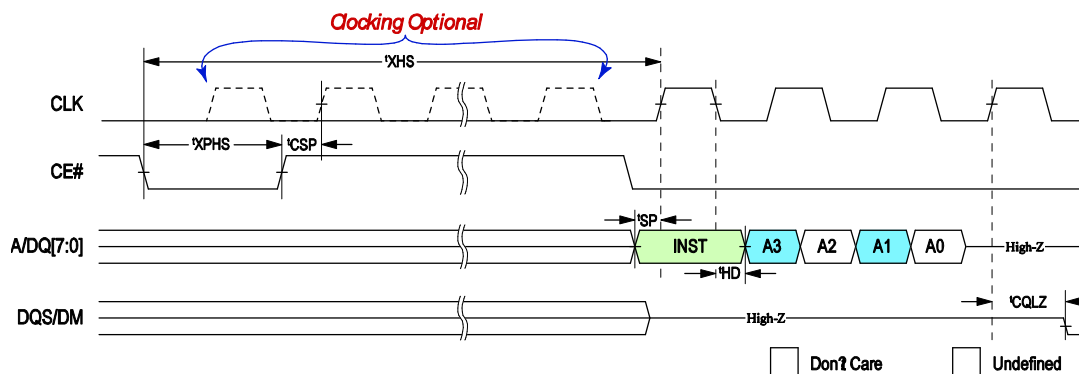 Clocking Optional
tXHS
CLK
tXPHS
tCSP
CE#
tSP
A/DQ[7:0]
INST
A3
A2
A1
A0
High-Z
tHD
tCQLZ
DQS/DM
High-Z
Don?t Care
Undefined